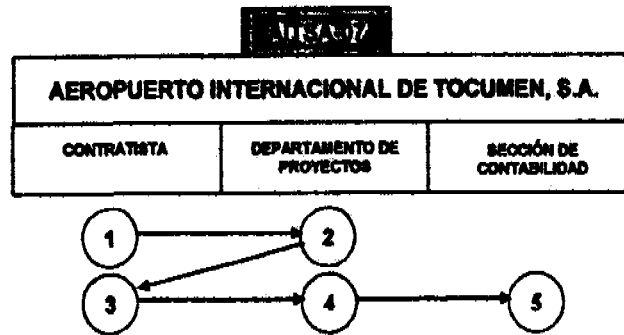 AEROPUERTO INTERNACIONAL DE TOCUMEN, S.A.
CONTRATISTA
DEPARTAMENTO DE
PROYECTOS
SECCIÓN DE
CONTABILIDAD
1
2
3
4
5